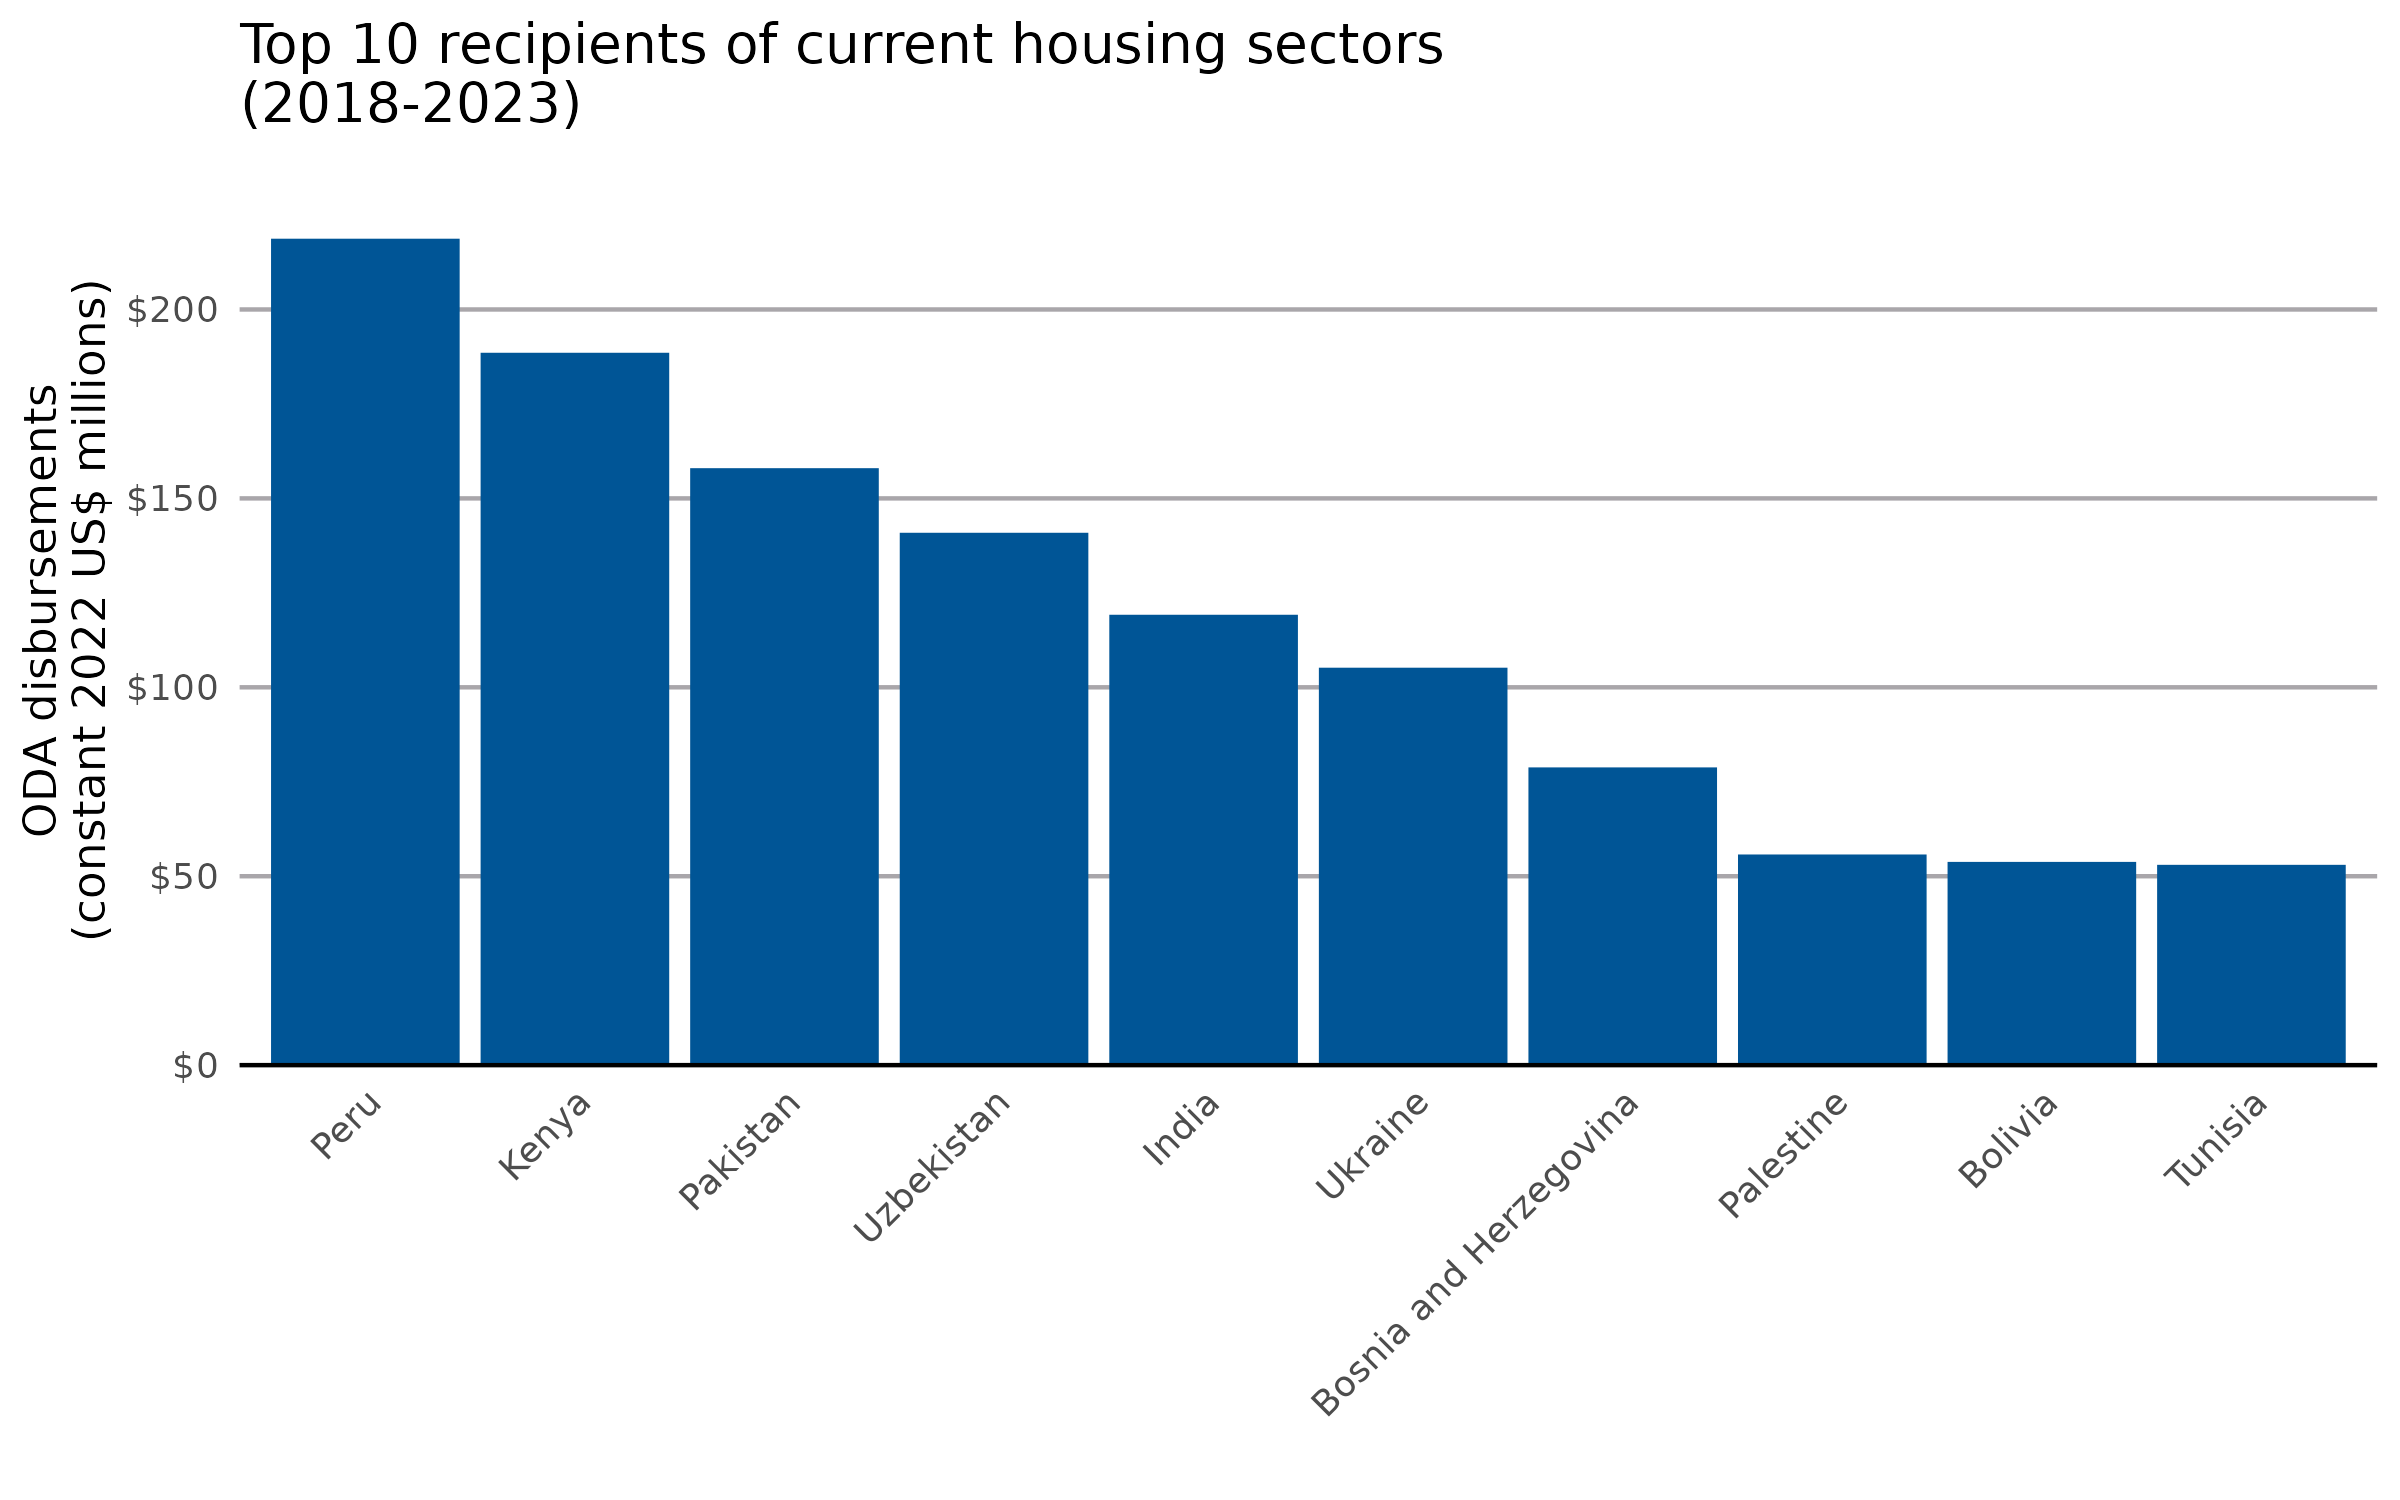 Top 10 recipients of current housing sectors
(2018-2023)
ODA disbursements
(constant 2022 US$ millions)
$200
$150
$100
$50
$0
Peru
Kenya
Pakistan
Uzbekistan
India
Ukraine
Bosnia and Herzegovina
Palestine
Bolivia
Tunisia